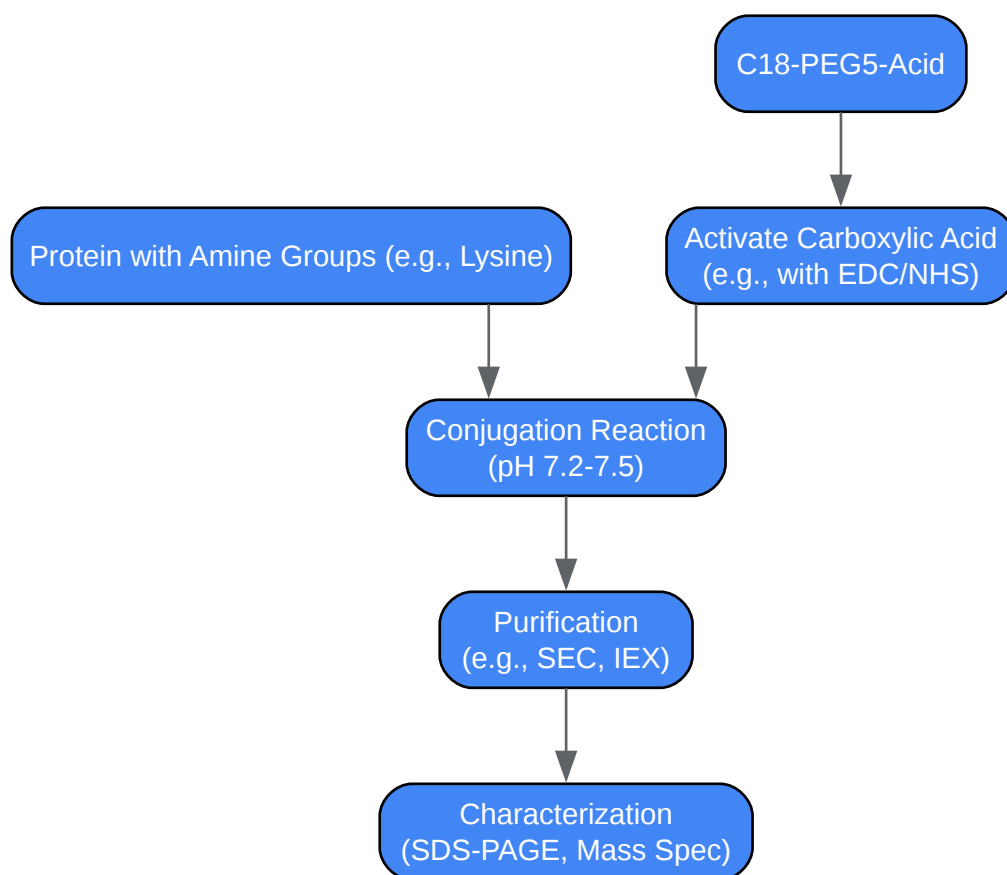 C18-PEG5-Acid
Protein with Amine Groups (e.g., Lysine)
Activate Carboxylic Acid
(e.g., with EDC/NHS)
Conjugation Reaction
(pH 7.2-7.5)
Purification
(e.g., SEC, IEX)
Characterization
(SDS-PAGE, Mass Spec)